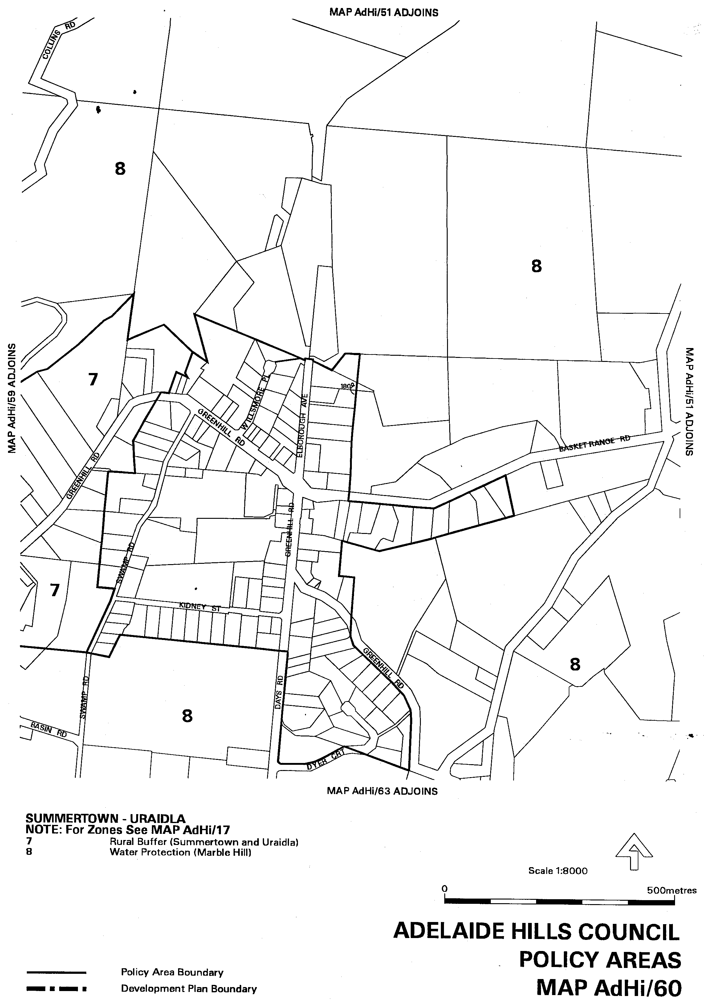 MAP AdHi/51 ADJOINS
COLLINS RD
8
8
MAP AdHi/59 ADJOINS
MAP AdHi/51 ADJOINS
7
180
WILLSMORE PL
ELBOROUGH AVE
GREENHILL RD
BASKET RANGE RD
GREENHILL RD
GREENHILL RD
SWAMP RD
7
KIDNEY ST
GREENHILL RD
8
SWAMP RD
DAYS RD
8
BASIN RD
DYER CRT
MAP AdHi/63 ADJOINS
SUMMERTOWN - URAIDLA
NOTE: For Zones See MAP AdHi/17
7 Rural Buffer (Summertown and Uraidla)
8 Water Protection (Marble Hill)
Scale 1:8000
0 500metres
ADELAIDE HILLS COUNCIL
POLICY AREAS
MAP AdHi/60
Policy Area Boundary
Development Plan Boundary